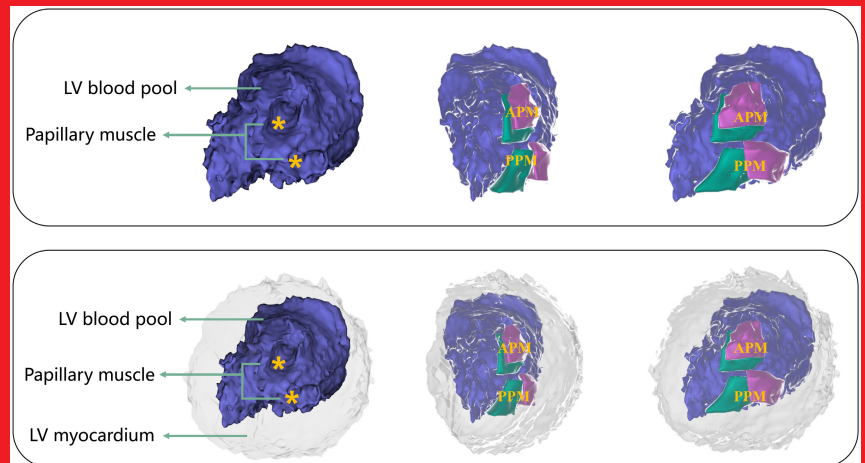 LV blood pool
Papillary muscle
*
*
APM
PPM
APM
PPM
LV blood pool
Papillary muscle
LV myocardium
*
*
APM
PPM
APM
PPM